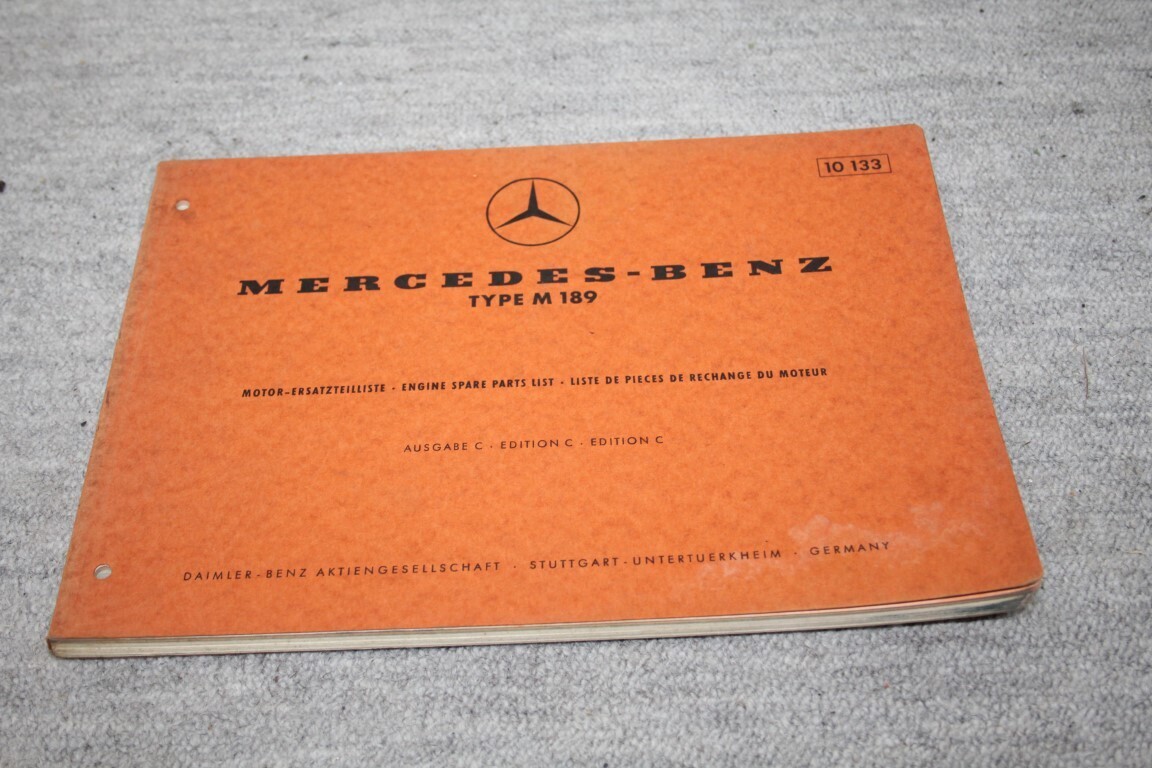 10 133
MERCEDES-BENZ
TYPE M 189
MOTOR-ERSATZTEILLISTE · ENGINE SPARE PARTS LIST · LISTE DE PIECES DE RECHANGE DU MOTEUR
AUSGABE C · EDITION C · EDITION C
DAIMLER-BENZ AKTIENGESELLSCHAFT · STUTTGART-UNTERTUERKHEIM · GERMANY